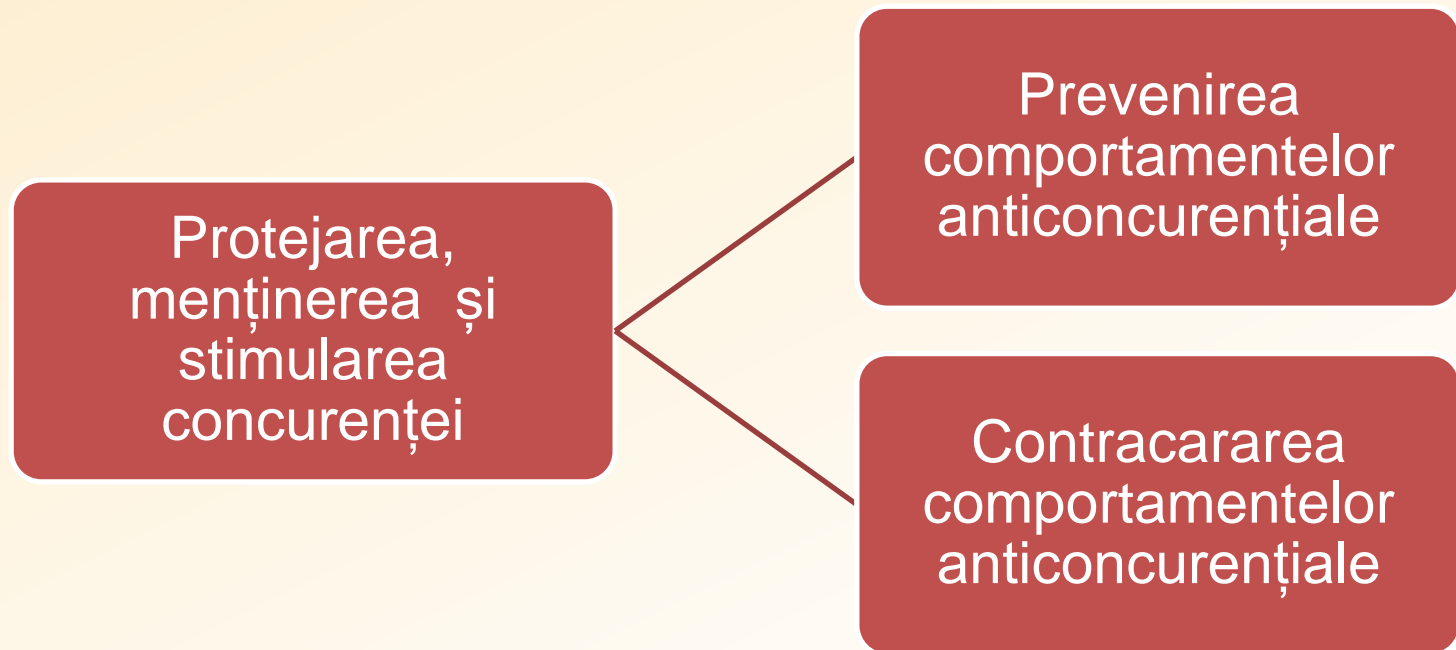 Protejarea,
menținerea și
stimularea
concurenței
Prevenirea
comportamentelor
anticoncurențiale
Contracararea
comportamentelor
anticoncurențiale